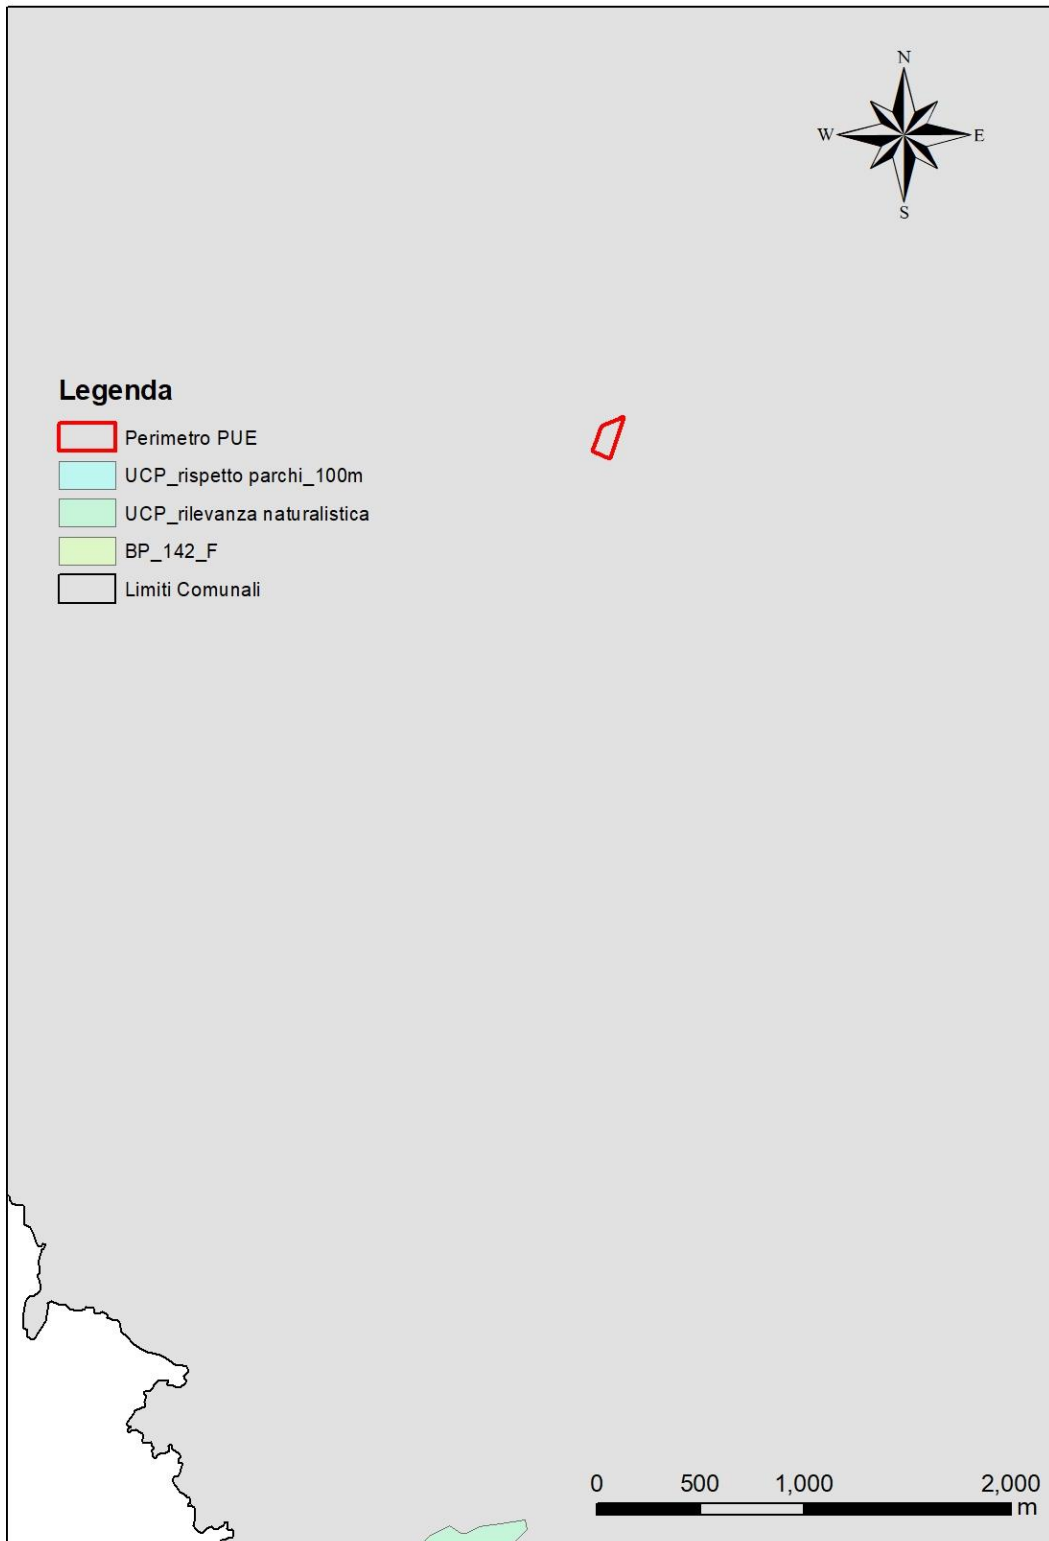 N
W E
S
Legenda
Perimetro PUE
UCP_rispetto parchi_100m
UCP_rilevanza naturalistica
BP_142_F
Limiti Comunali
0 500 1,000 2,000
m